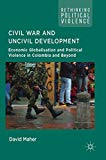 RETHINKING
POLITICAL
VIOLENCE
CIVIL WAR AND
UNCIVIL DEVELOPMENT
Economic Globalisation and Political
Violence in Colombia and Beyond
David Maher